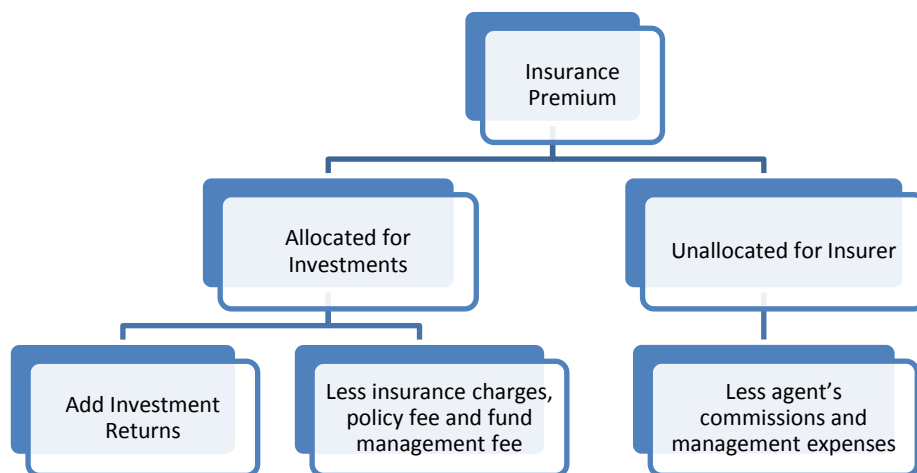 Insurance
Premium
Allocated for
Investments
Unallocated for Insurer
Add Investment
Returns
Less insurance charges,
policy fee and fund
management fee
Less agent’s
commissions and
management expenses